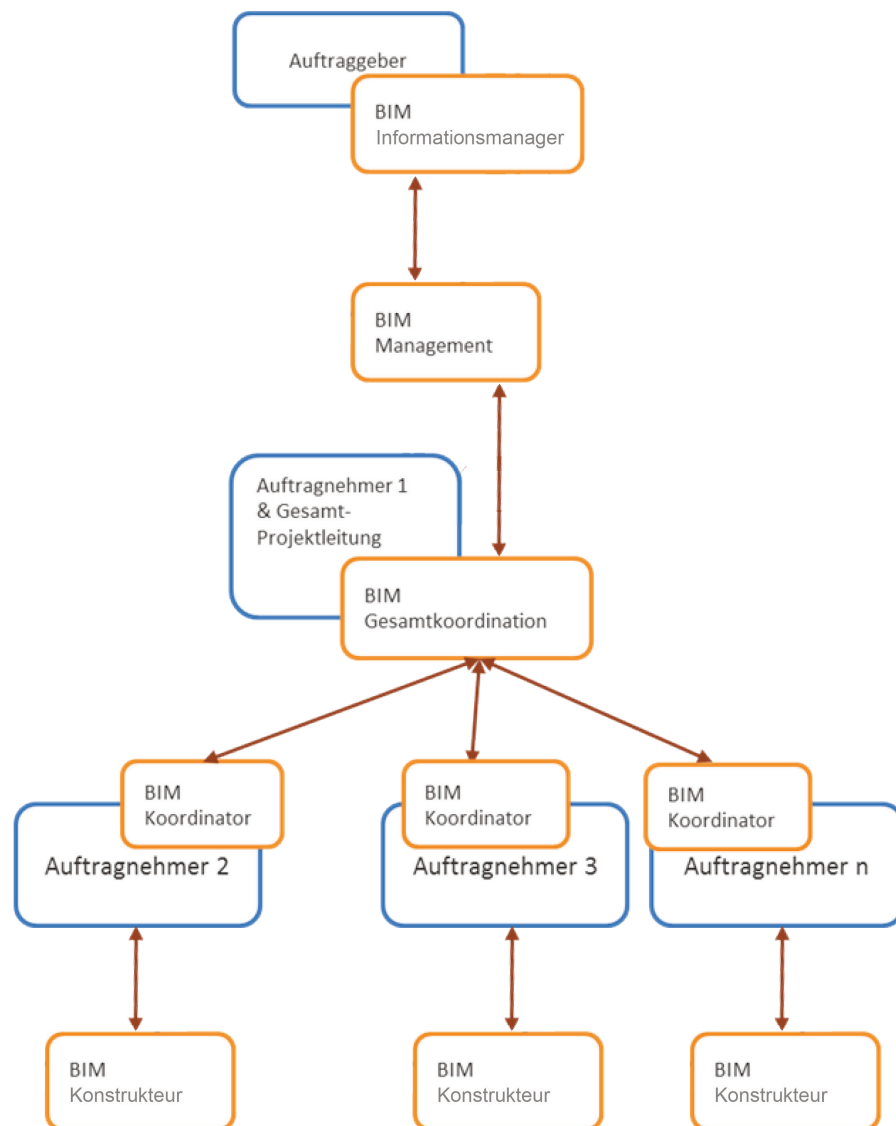 Auftraggeber
BIM
Informationsmanager
BIM
Management
Auftragnehmer 1
& Gesamt-
Projektleitung
BIM
Gesamtkoordination
BIM
Koordinator
Auftragnehmer 2
BIM
Koordinator
Auftragnehmer 3
BIM
Koordinator
Auftragnehmer n
BIM
Konstrukteur
BIM
Konstrukteur
BIM
Konstrukteur